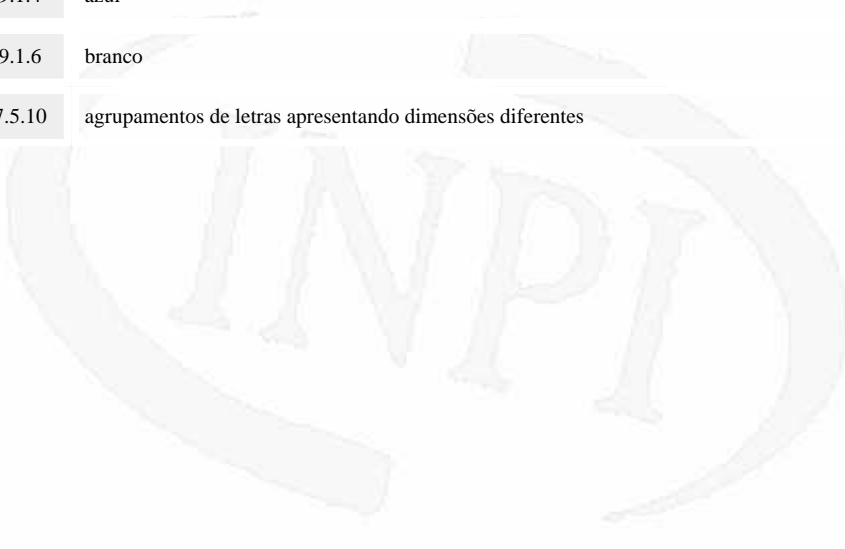 9.1.6 branco
7.5.10 agrupamentos de letras apresentando dimensões diferentes
INPI